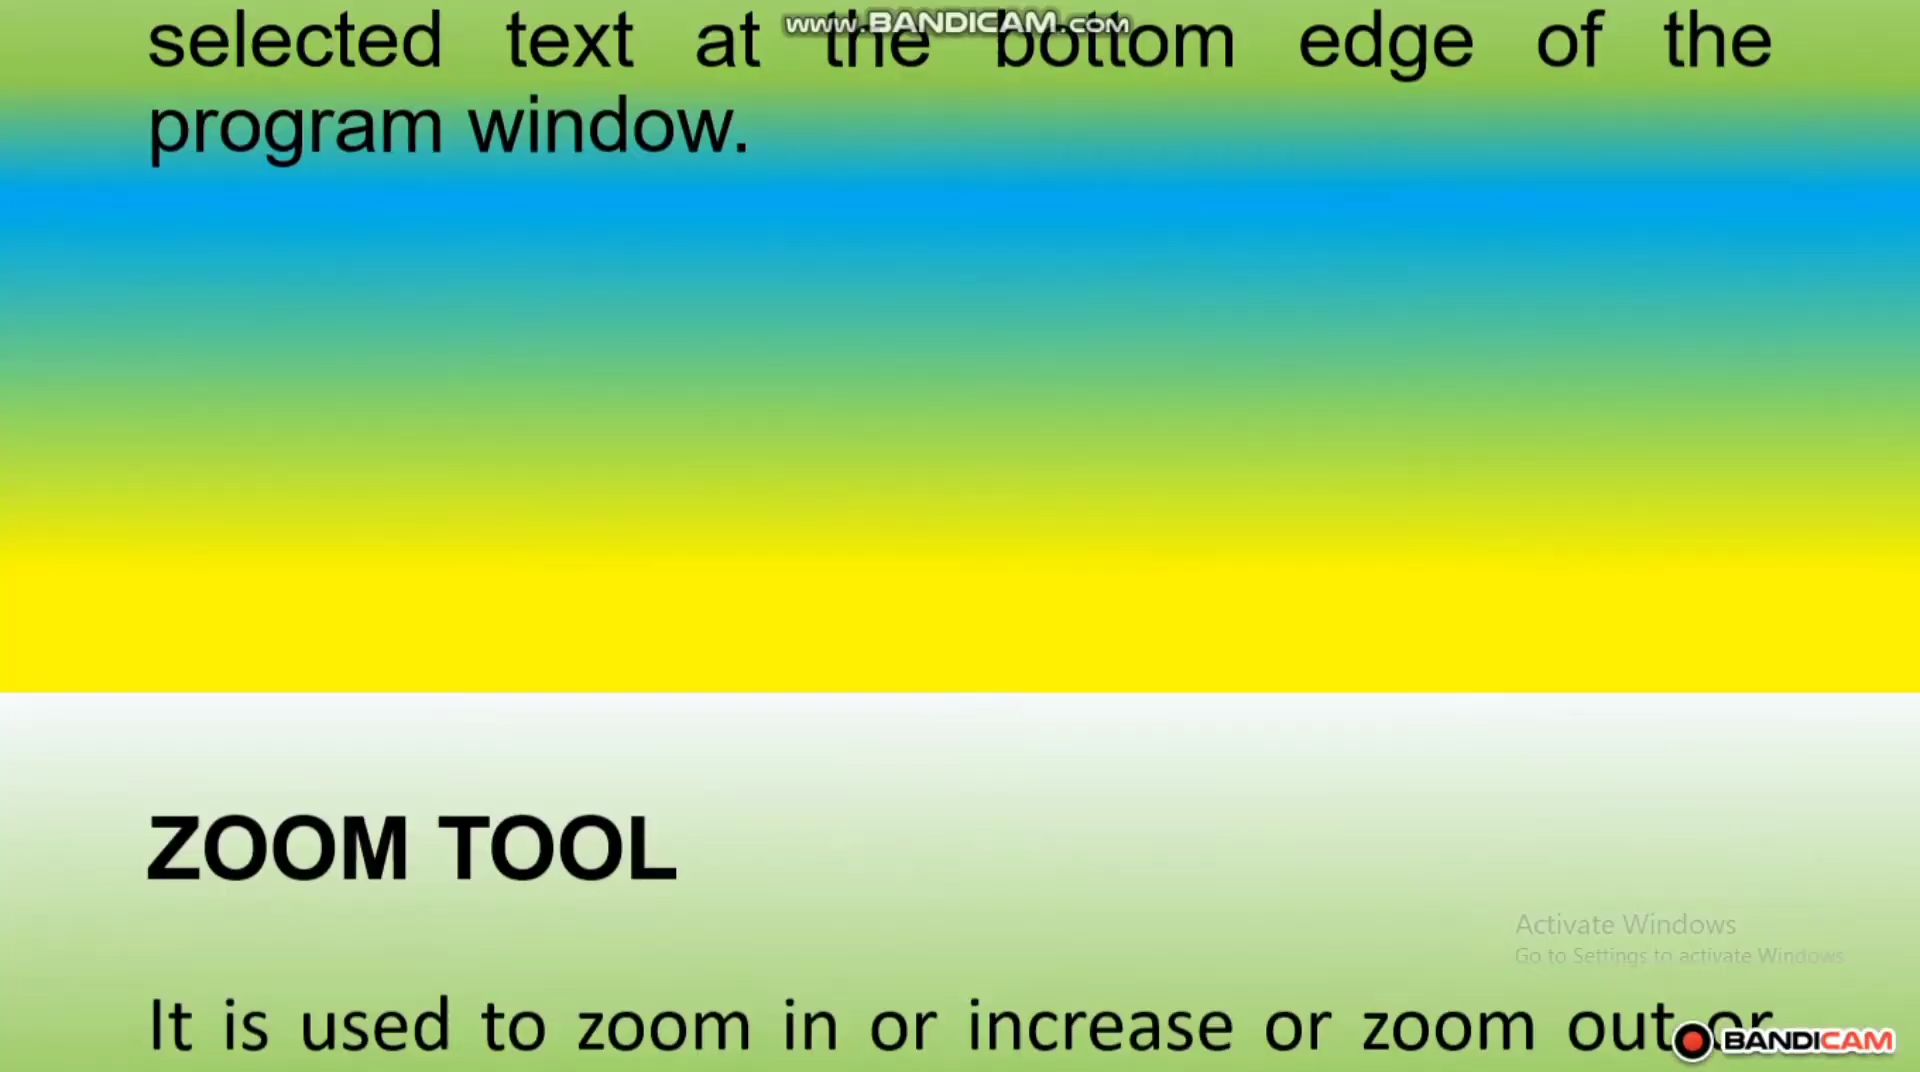 www.BANDICAM.com
selected text at the bottom edge of the
program window.
ZOOM TOOL
Activate Windows
Go to Settings to activate Windows
It is used to zoom in or increase or zoom out or
BANDICAM